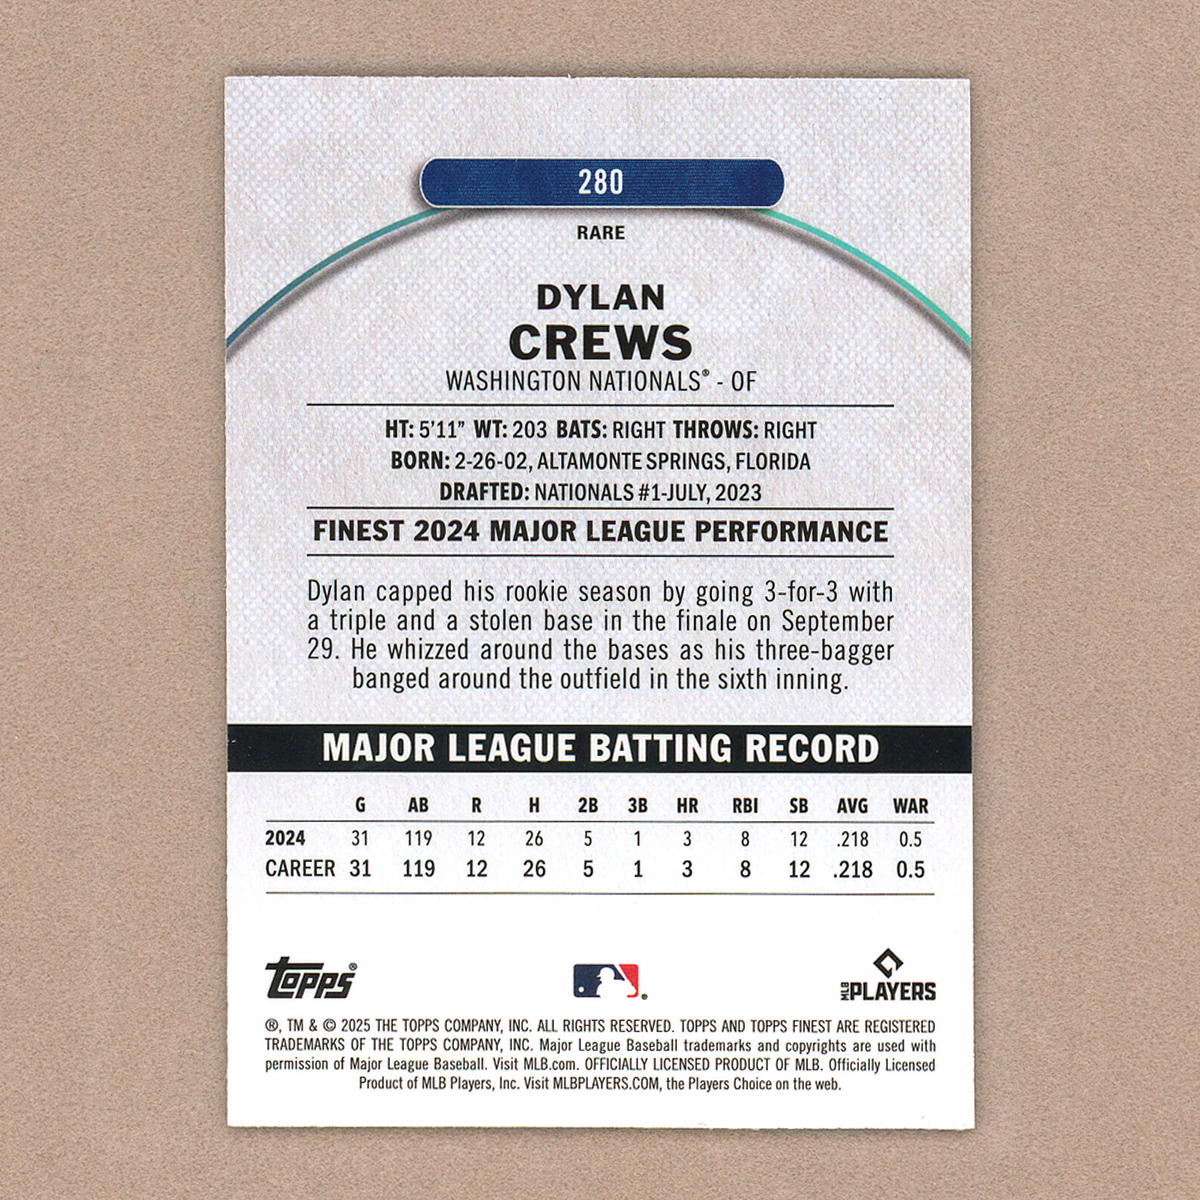 280
RARE
DYLAN
CREWS
WASHINGTON NATIONALS® - OF
HT: 5'11” WT: 203 BATS: RIGHT THROWS: RIGHT
BORN: 2-26-02, ALTAMONTE SPRINGS, FLORIDA
DRAFTED: NATIONALS #1-JULY, 2023
FINEST 2024 MAJOR LEAGUE PERFORMANCE
Dylan capped his rookie season by going 3-for-3 with
a triple and a stolen base in the finale on September
29. He whizzed around the bases as his three-bagger
banged around the outfield in the sixth inning.
MAJOR LEAGUE BATTING RECORD
G AB R H 2B 3B HR RBI SB AVG WAR
2024 31 119 12 26 5 1 3 8 12 .218 0.5
CAREER 31 119 12 26 5 1 3 8 12 .218 0.5
TOPPS® ® MLB PLAYERS
®, TM & © 2025 THE TOPPS COMPANY, INC. ALL RIGHTS RESERVED. TOPPS AND TOPPS FINEST ARE REGISTERED
TRADEMARKS OF THE TOPPS COMPANY, INC. Major League Baseball trademarks and copyrights are used with
permission of Major League Baseball. Visit MLB.com. OFFICIALLY LICENSED PRODUCT OF MLB. Officially Licensed
Product of MLB Players, Inc. Visit MLBPLAYERS.COM, the Players Choice on the web.